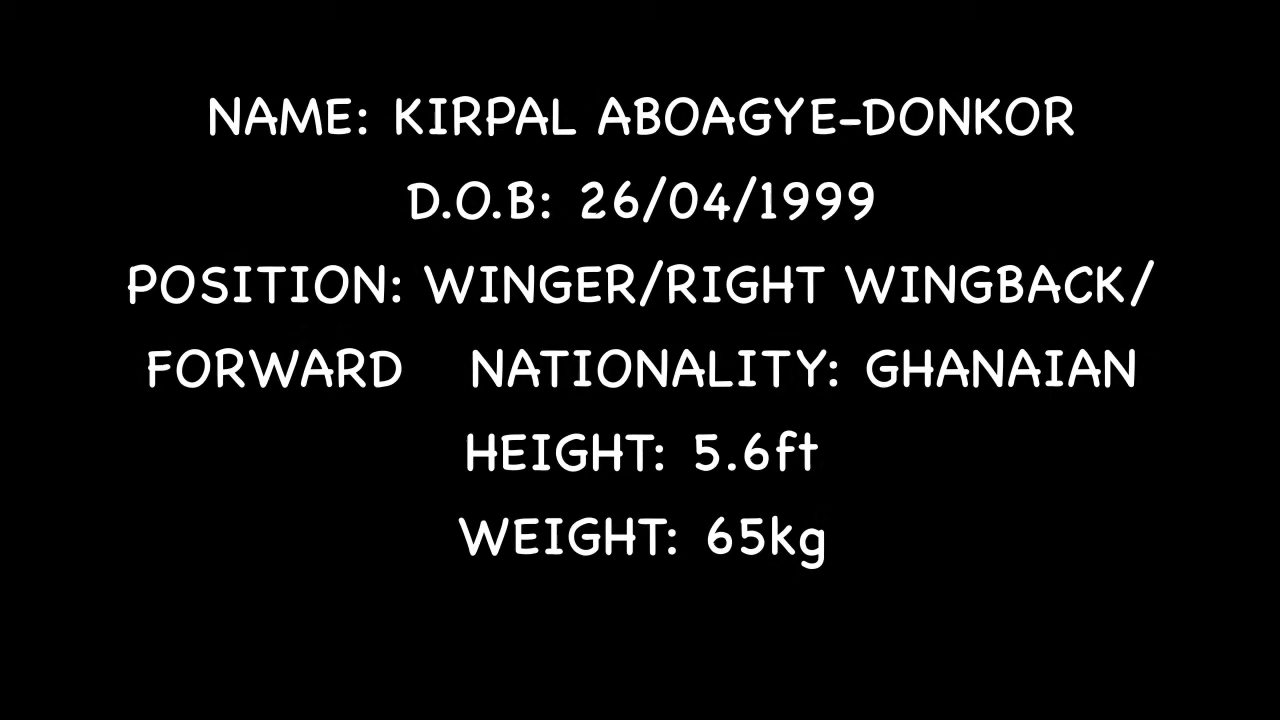 NAME: KIRPAL ABOAGYE-DONKOR
D.O.B: 26/04/1999
POSITION: WINGER/RIGHT WINGBACK/
FORWARD NATIONALITY: GHANAIAN
HEIGHT: 5.6ft
WEIGHT: 65kg